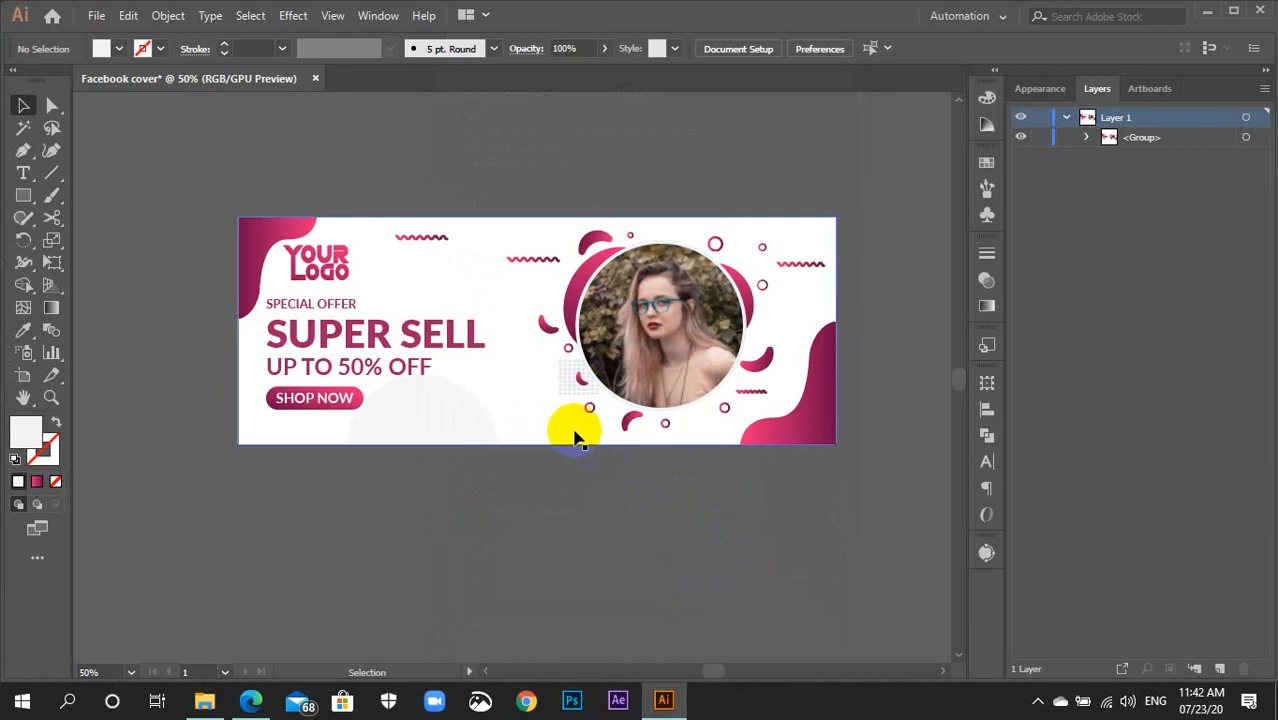 Ai File Edit Object Type Select Effect View Window Help Automation Search Adobe Stock
No Selection Stroke: 5 pt. Round Opacity: 100% Style: Document Setup Preferences
Facebook cover* @ 50% (RGB/GPU Preview) ×
Appearance Layers Artboards
Layer 1
<Group>
YOUR
LOGO
SPECIAL OFFER
SUPER SELL
UP TO 50% OFF
SHOP NOW
50% 1 Selection
1 Layer
68 Ps Ae Ai ENG
11:42 AM
07/23/20